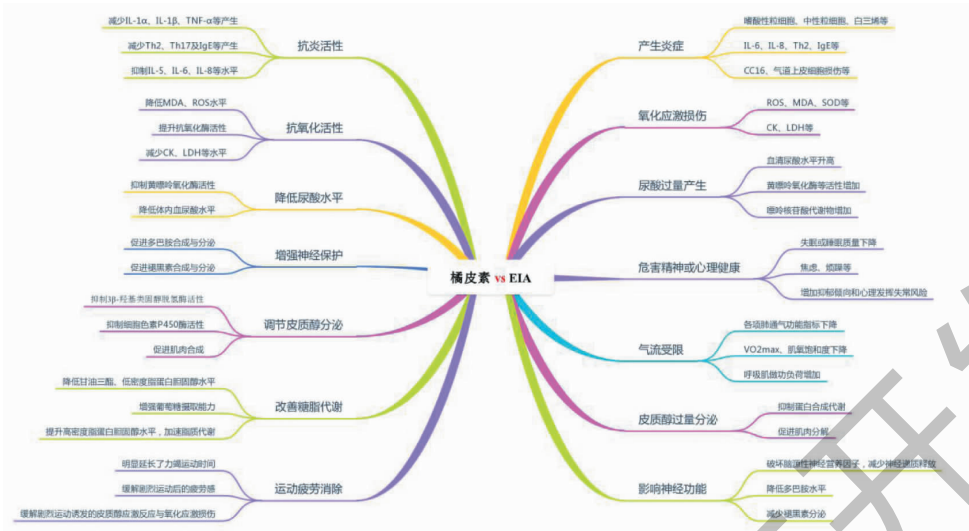 抗炎活性
减少IL-1α、IL-1β、TNF-α等产生
减少Th2、Th17及IgE等产生
抑制IL-5、IL-6、IL-8等水平
抗氧化活性
降低MDA、ROS水平
提升抗氧化酶活性
减少CK、LDH等水平
降低尿酸水平
抑制黄嘌呤氧化酶活性
降低体内血尿酸水平
增强神经保护
促进多巴胺合成与分泌
促进褪黑素合成与分泌
调节皮质醇分泌
抑制3β-羟基类固醇脱氢酶活性
抑制细胞色素P450酶活性
促进肌肉合成
改善糖脂代谢
降低甘油三酯、低密度脂蛋白胆固醇水平
增强葡萄糖摄取能力
提升高密度脂蛋白胆固醇水平，加速脂质代谢
运动疲劳消除
明显延长了力竭运动时间
缓解剧烈运动后的疲劳感
缓解剧烈运动诱发的皮质醇应激反应与氧化应激损伤
橘皮素 vs EIA
产生炎症
嗜酸性粒细胞、中性粒细胞、白三烯等
IL-6、IL-8、Th2、IgE等
CC16、气道上皮细胞损伤等
氧化应激损伤
ROS、MDA、SOD等
CK、LDH等
尿酸过量产生
血清尿酸水平升高
黄嘌呤氧化酶等活性增加
嘌呤核苷酸代谢物增加
危害精神或心理健康
失眠或睡眠质量下降
焦虑、烦躁等
增加抑郁倾向和心理发挥失常风险
气流受限
各项肺通气功能指标下降
VO2max、肌氧饱和度下降
呼吸肌做功负荷增加
皮质醇过量分泌
抑制蛋白合成代谢
促进肌肉分解
影响神经功能
破坏脑源性神经营养因子，减少神经递质释放
降低多巴胺水平
减少褪黑素分泌
开